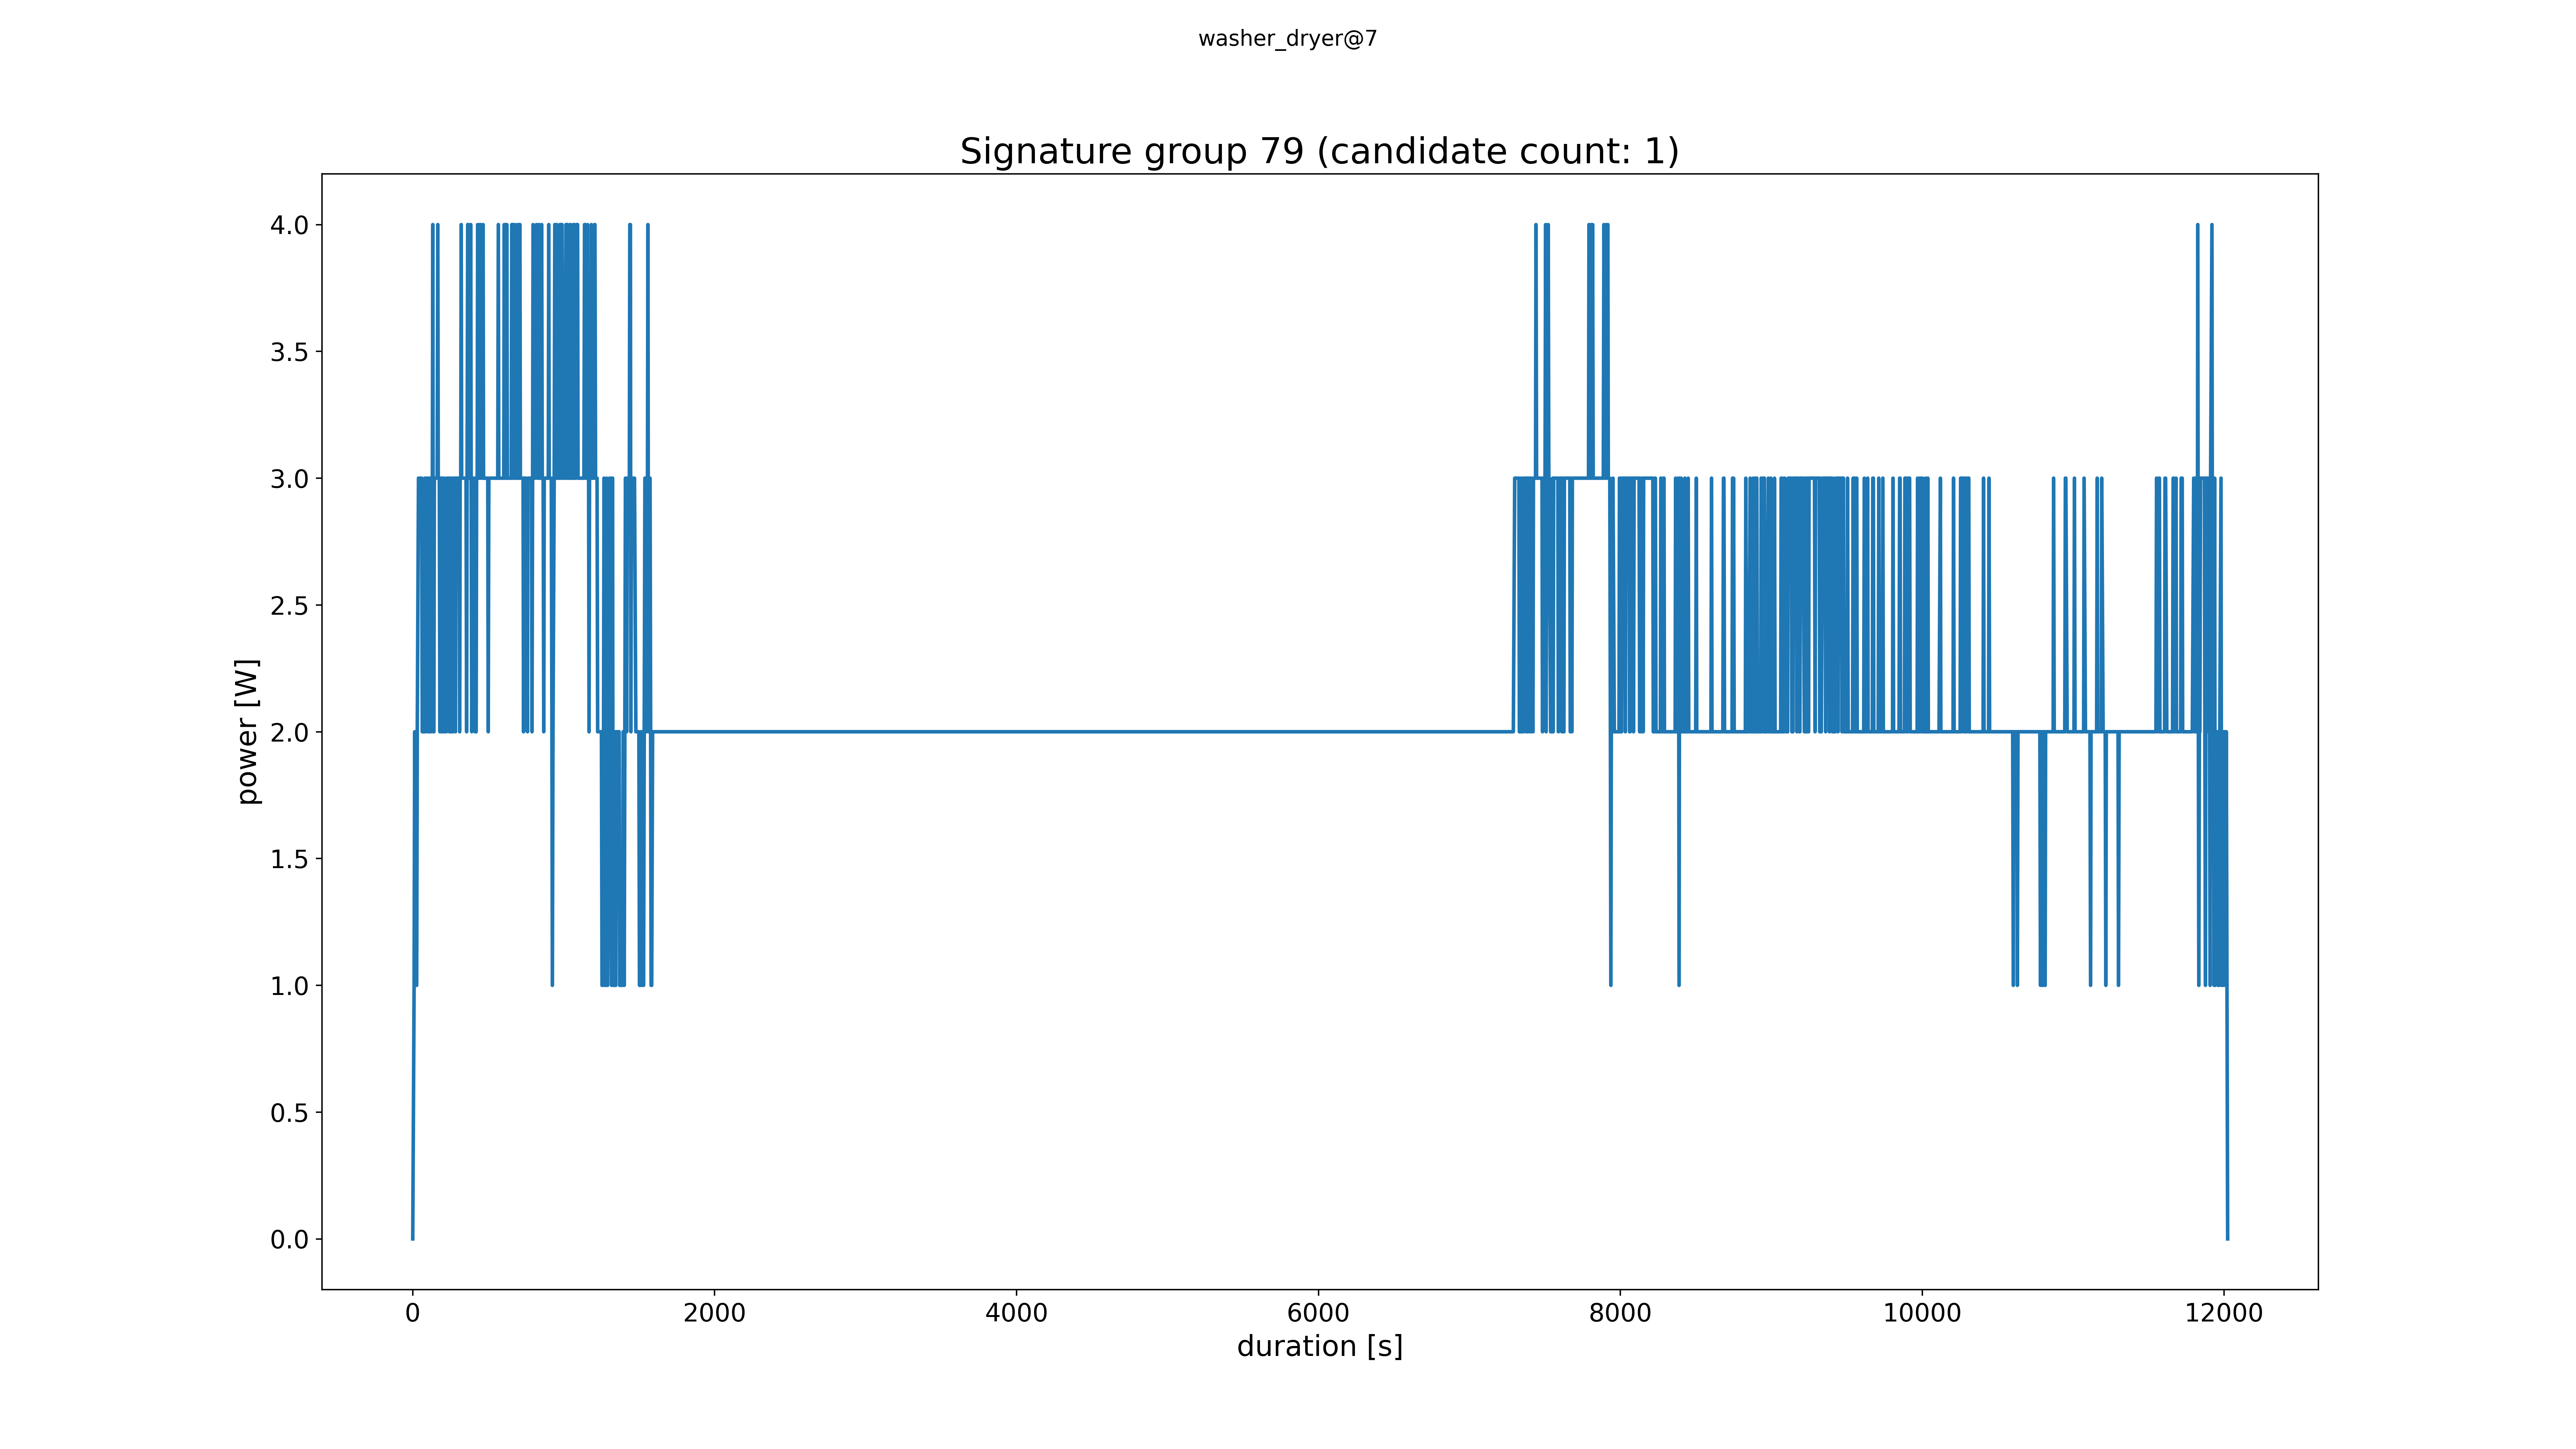 washer_dryer@7
Signature group 79 (candidate count: 1)
4.0
3.5
3.0
2.5
2.0
1.5
1.0
0.5
0.0
power [W]
0 2000 4000 6000 8000 10000 12000
duration [s]